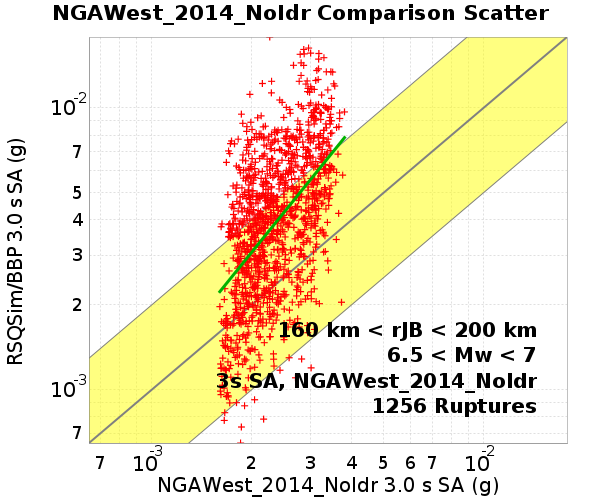 NGAWest_2014_NoIdr Comparison Scatter
RSQSim/BBP 3.0 s SA (g)
10-2
7
5
4
3
2
10-3
7
160 km < rJB < 200 km
6.5 < Mw < 7
3s SA, NGAWest_2014_NoIdr
1256 Ruptures
7 10-3 2 3 4 5 6 7 10-2
NGAWest_2014_NoIdr 3.0 s SA (g)